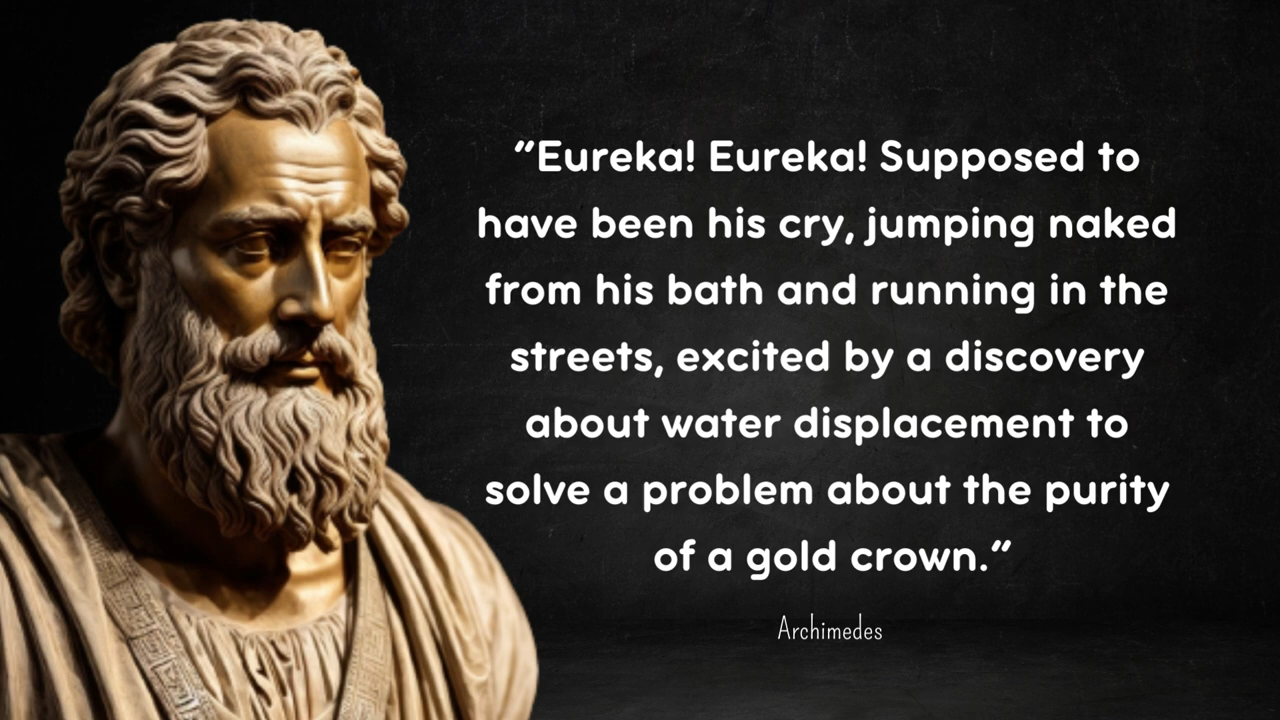 “Eureka! Eureka! Supposed to
have been his cry, jumping naked
from his bath and running in the
streets, excited by a discovery
about water displacement to
solve a problem about the purity
of a gold crown.”
Archimedes